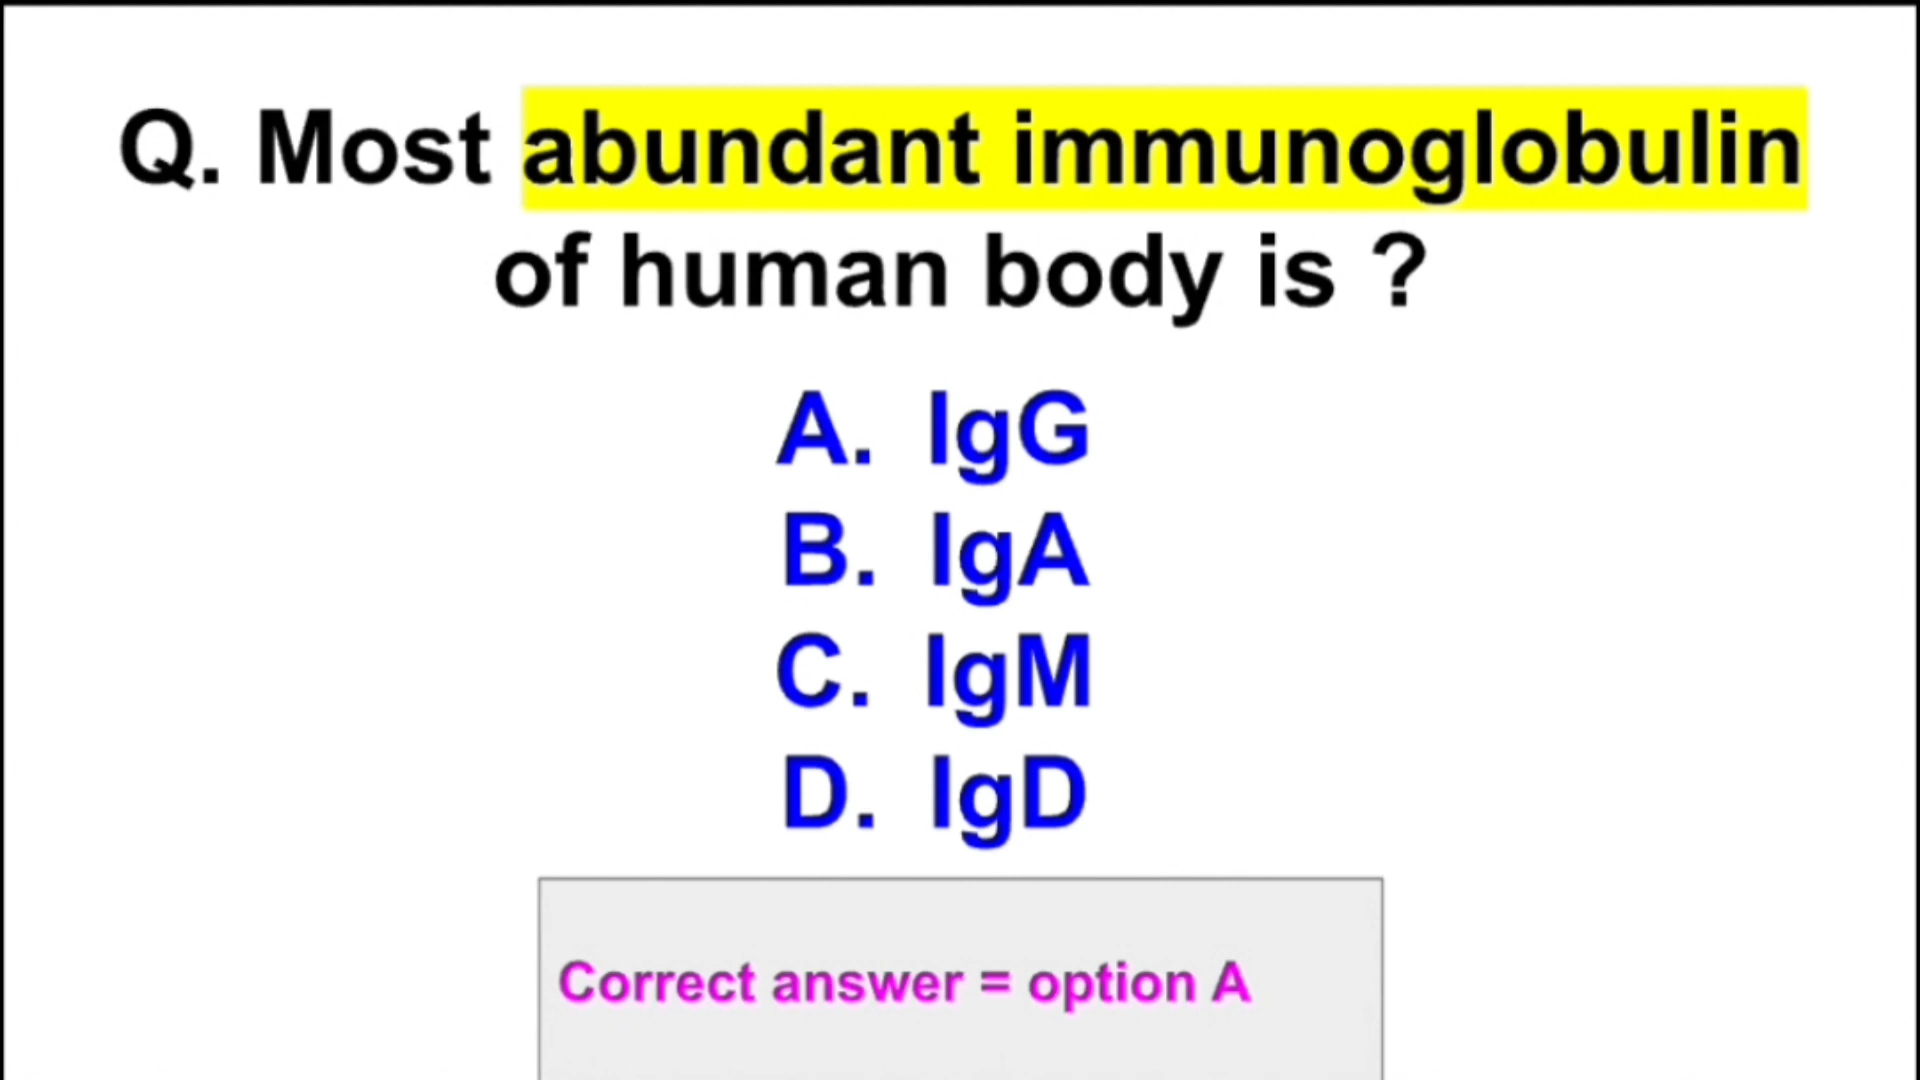 Q. Most abundant immunoglobulin
of human body is ?
A. IgG
B. IgA
C. IgM
D. IgD
Correct answer = option A